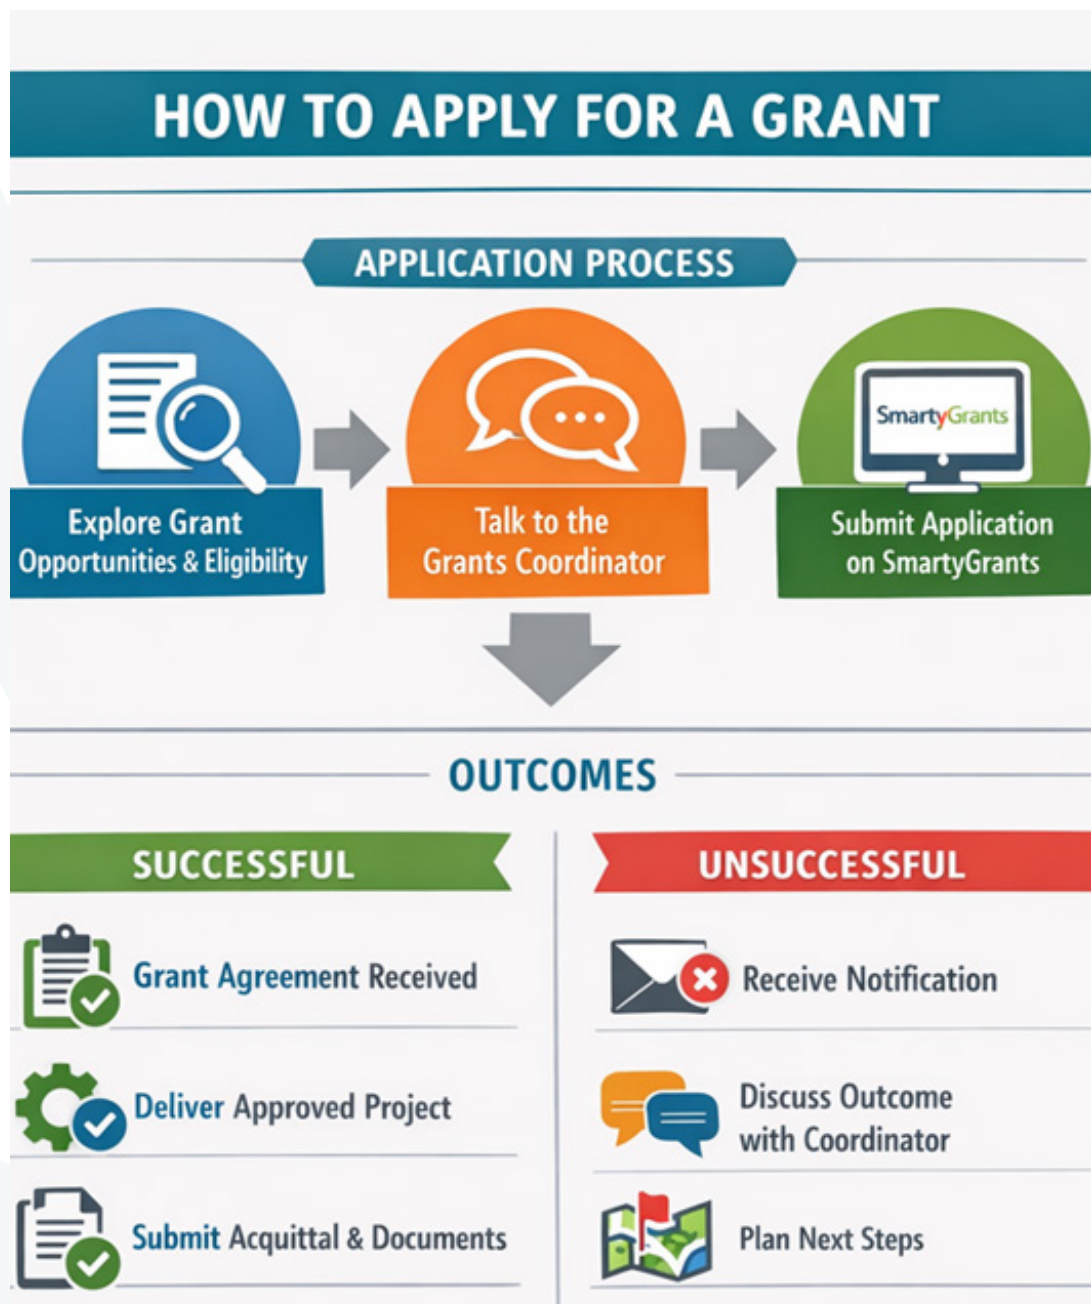 HOW TO APPLY FOR A GRANT
APPLICATION PROCESS
SmartyGrants
Explore Grant
Opportunities & Eligibility
Talk to the
Grants Coordinator
Submit Application
on SmartyGrants
OUTCOMES
SUCCESSFUL
Grant Agreement Received
Deliver Approved Project
Submit Acquittal & Documents
UNSUCCESSFUL
Receive Notification
Discuss Outcome
with Coordinator
Plan Next Steps